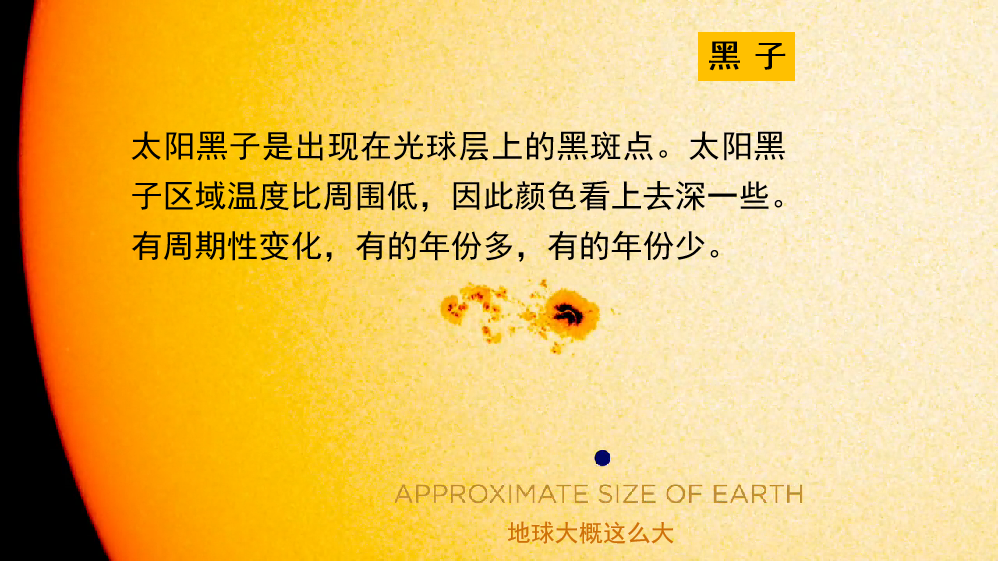 黑 子
太阳黑子是出现在光球层上的黑斑点。太阳黑
子区域温度比周围低，因此颜色看上去深一些。
有周期性变化，有的年份多，有的年份少。
APPROXIMATE SIZE OF EARTH
地球大概这么大